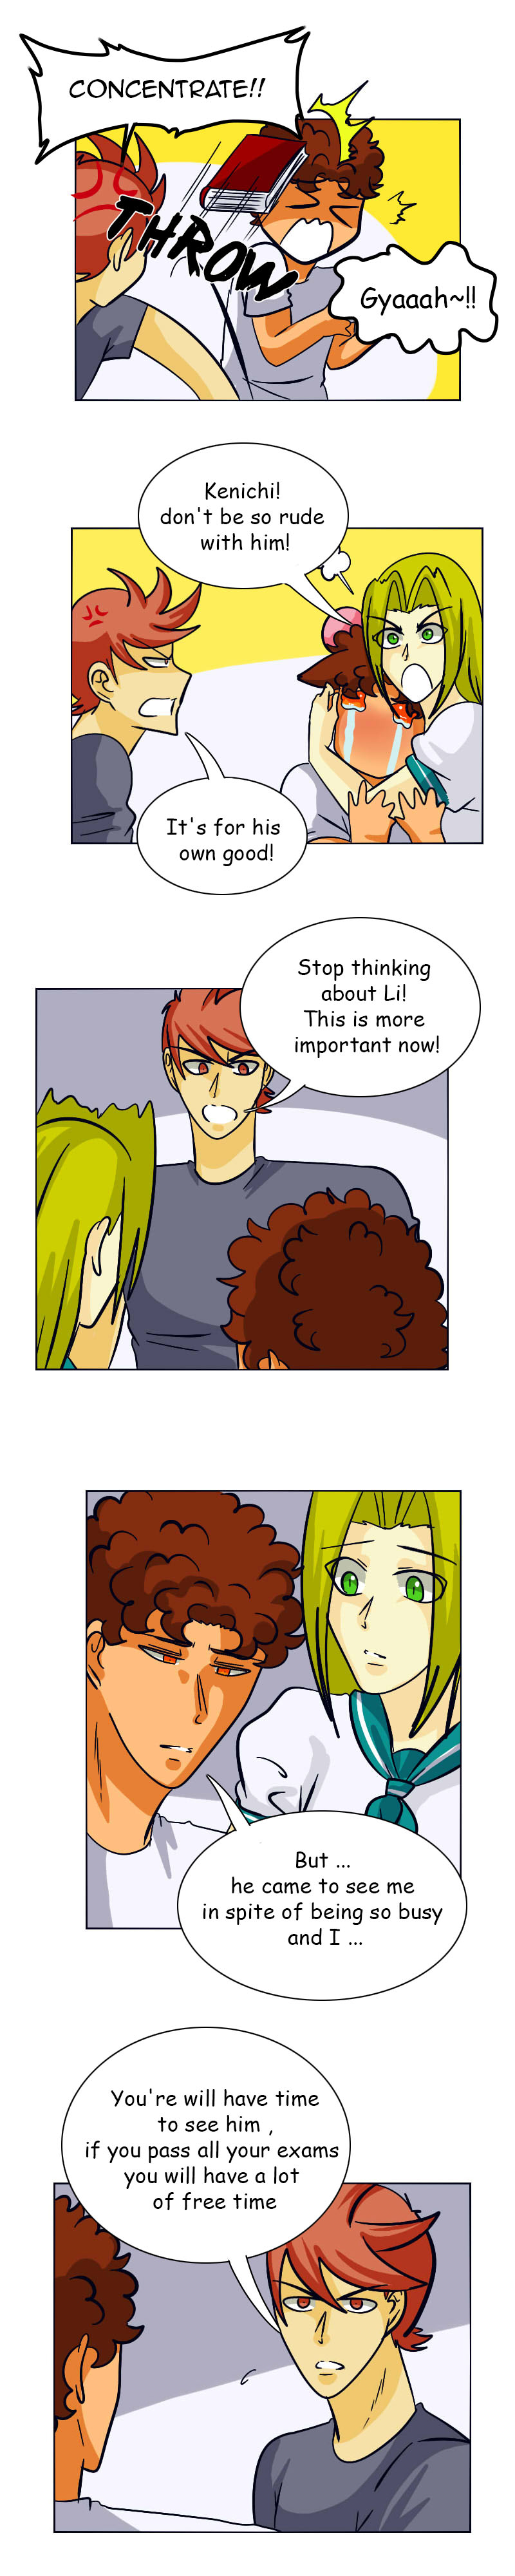 CONCENTRATE!!
THROW
Gyaaah~!!
Kenichi!
don't be so rude
with him!
It's for his
own good!
Stop thinking
about Li!
This is more
important now!
But ...
he came to see me
in spite of being so busy
and I ...
You're will have time
to see him ,
if you pass all your exams
you will have a lot
of free time